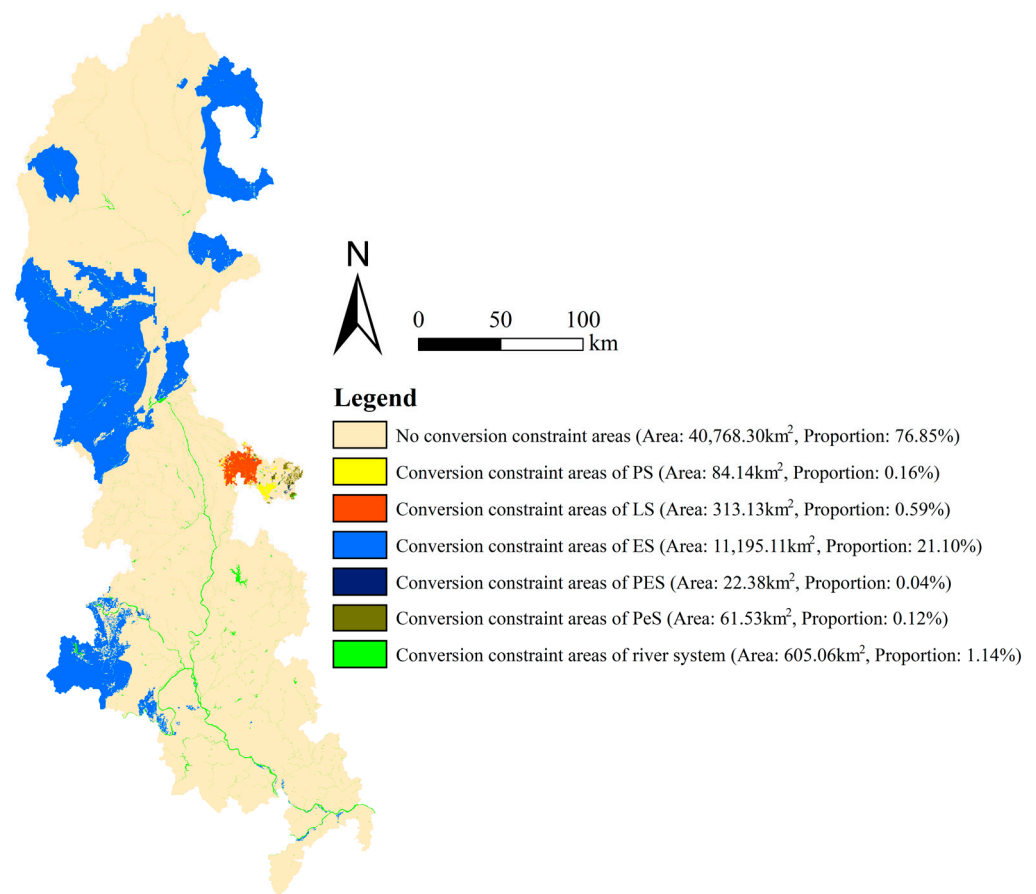 N
0 50 100
km
Legend
No conversion constraint areas (Area: 40,768.30km², Proportion: 76.85%)
Conversion constraint areas of PS (Area: 84.14km², Proportion: 0.16%)
Conversion constraint areas of LS (Area: 313.13km², Proportion: 0.59%)
Conversion constraint areas of ES (Area: 11,195.11km², Proportion: 21.10%)
Conversion constraint areas of PES (Area: 22.38km², Proportion: 0.04%)
Conversion constraint areas of PeS (Area: 61.53km², Proportion: 0.12%)
Conversion constraint areas of river system (Area: 605.06km², Proportion: 1.14%)